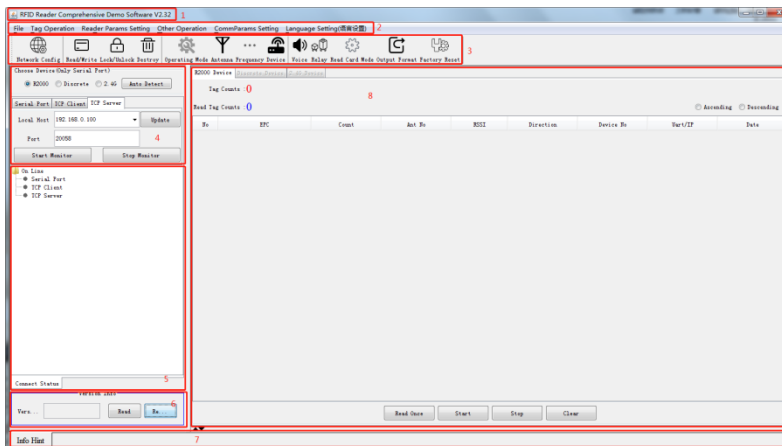 RFID Reader Comprehensive Demo Software V2.32 1
File Tag Operation Reader Params Setting Other Operation CommParams Setting Language Setting(语言设置) 2
3
Network Config Read/Write Lock/Unlock Destroy Operating Mode Antenna Frequency Device Voice Relay Read Card Mode Output Format Factory Reset
Choose Device(Only Serial Port)
R2000 Discrete 2.4G Auto Detect
Serial Port TCP Client TCP Server
Local Host 192.168.0.100 Update
Port 20058 4
Start Monitor Stop Monitor
On Line
Serial Port
TCP Client
TCP Server
Connect Status 5
Version Info
Vers... Read Re... 6
R2000 Device Discrete Device 2.4G Device
Tag Counts :0 8
Read Tag Counts :0 Ascending Descending
No EPC Count Ant No RSSI Direction Device No Uart/IP Date
Read Once Start Stop Clear
Info Hint 7